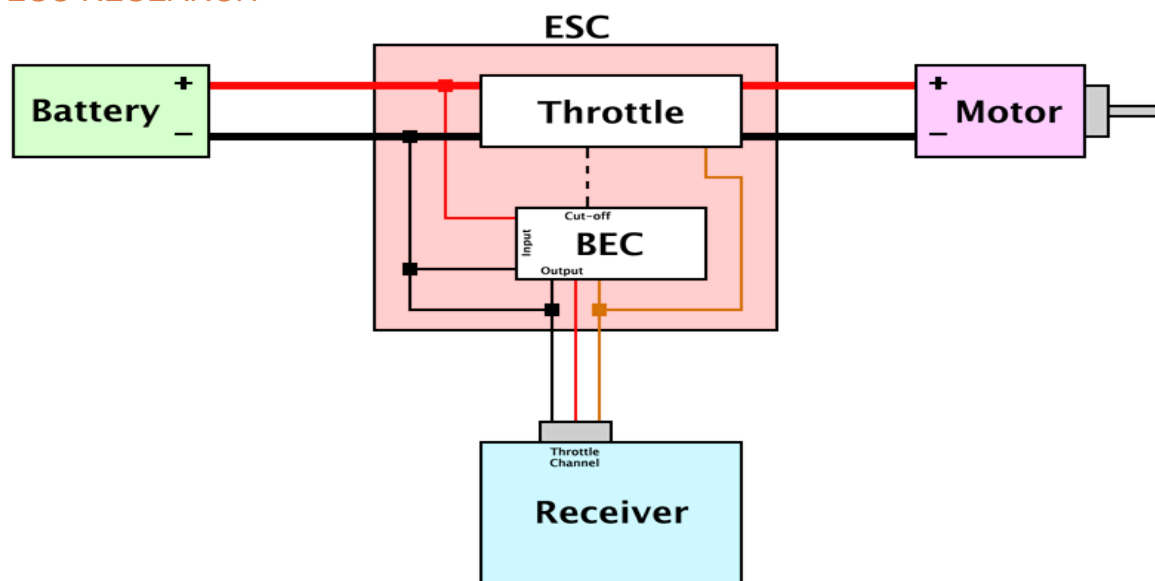 ESC
Battery
+
−
Throttle
+
−
Motor
Cut-off
Input
BEC
Output
Throttle
Channel
Receiver